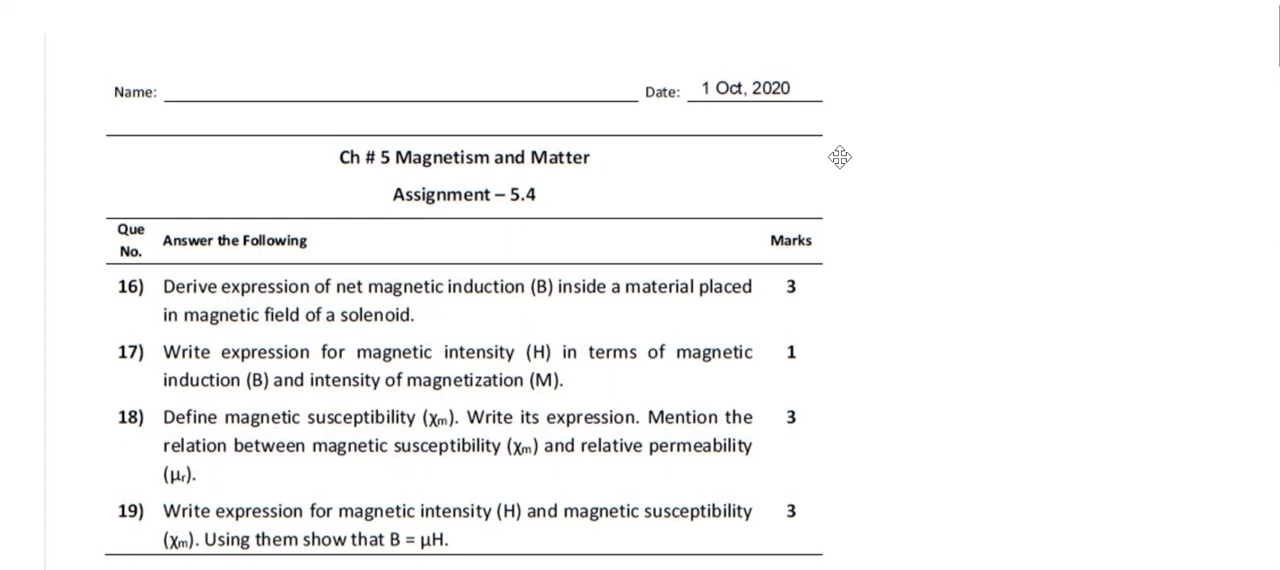 Name: Date: 1 Oct, 2020
Ch # 5 Magnetism and Matter
Assignment – 5.4
Que No. Answer the Following Marks
16) Derive expression of net magnetic induction (B) inside a material placed 3
in magnetic field of a solenoid.
17) Write expression for magnetic intensity (H) in terms of magnetic 1
induction (B) and intensity of magnetization (M).
18) Define magnetic susceptibility (χm). Write its expression. Mention the 3
relation between magnetic susceptibility (χm) and relative permeability
(μr).
19) Write expression for magnetic intensity (H) and magnetic susceptibility 3
(χm). Using them show that B = μH.